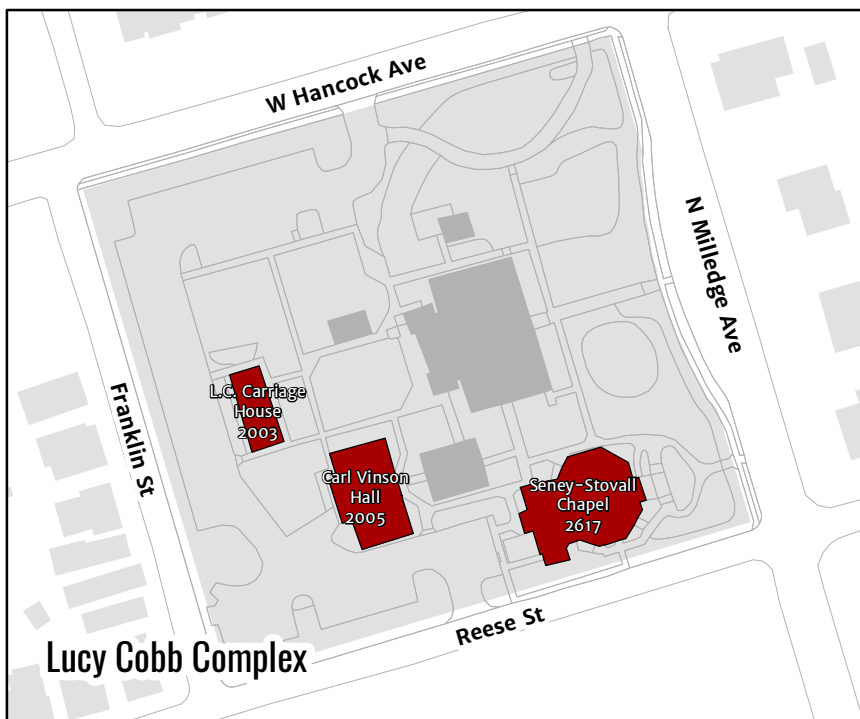 W Hancock Ave
N Milledge Ave
Franklin St
L.C. Carriage
House
2003
Carl Vinson
Hall
2005
Seney-Stovall
Chapel
2617
Reese St
Lucy Cobb Complex